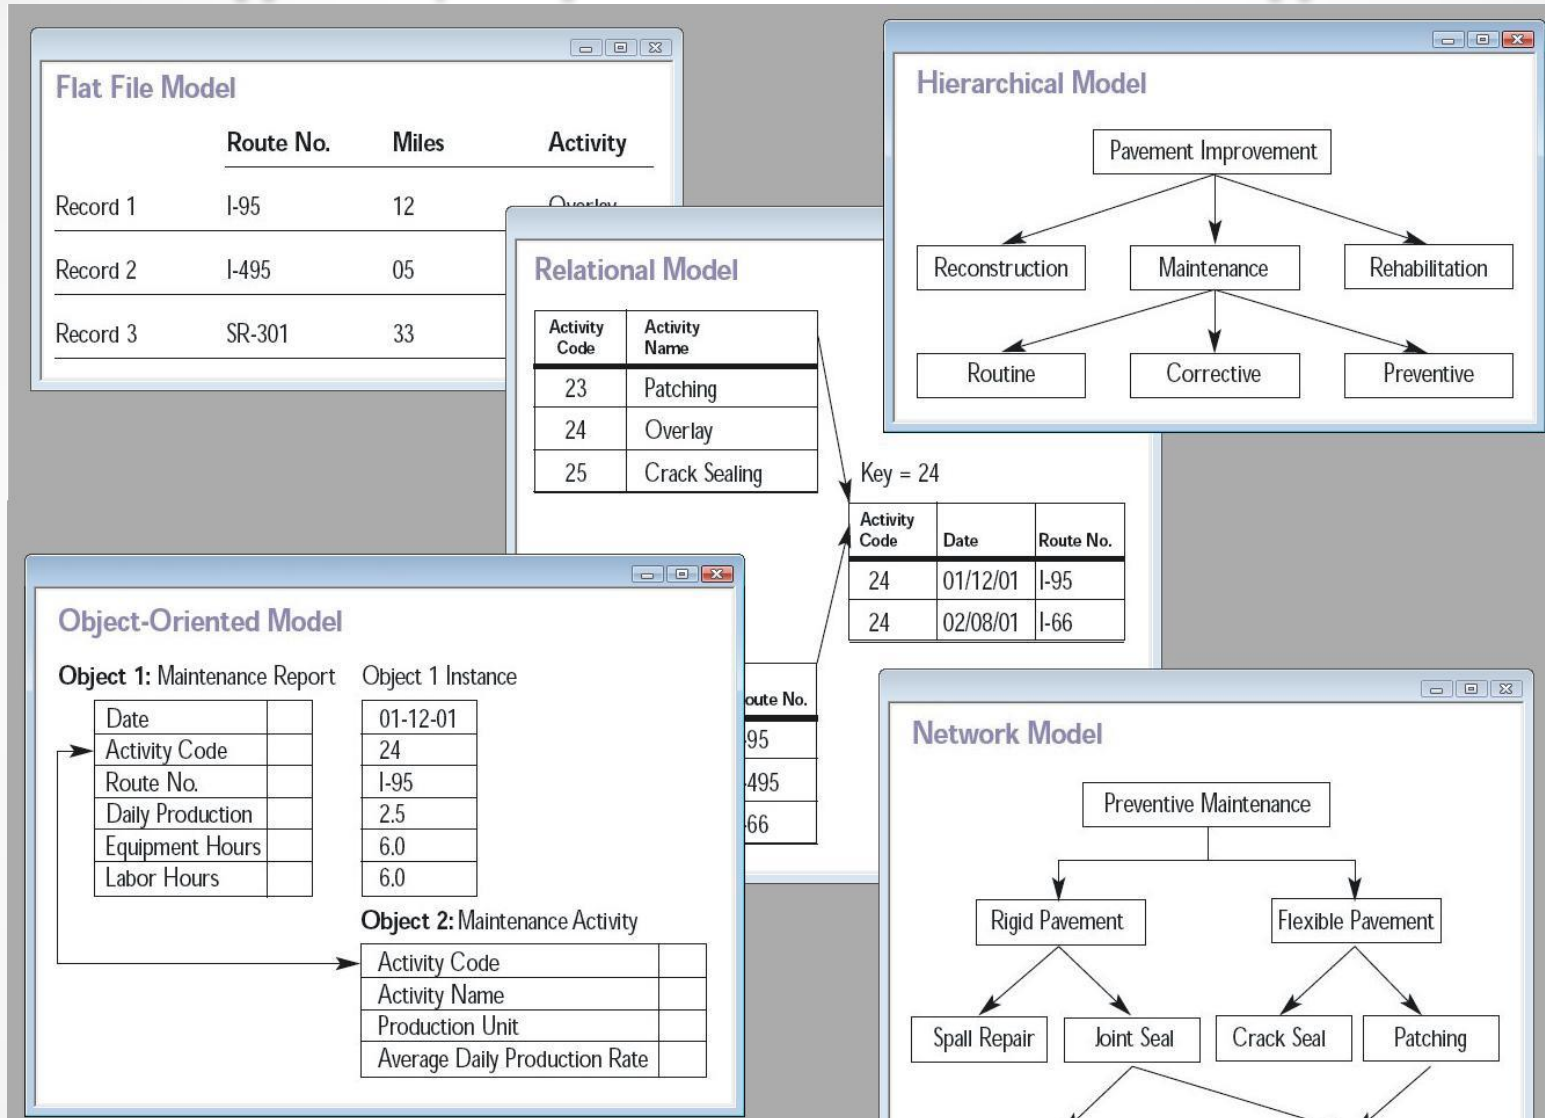 Flat File Model
Route No. Miles Activity
Record 1 I-95 12 Overlay
Record 2 I-495 05
Record 3 SR-301 33
Hierarchical Model
Pavement Improvement
Reconstruction Maintenance Rehabilitation
Routine Corrective Preventive
Relational Model
Activity Code Activity Name
23 Patching
24 Overlay
25 Crack Sealing
Key = 24
Activity Code Date Route No.
24 01/12/01 I-95
24 02/08/01 I-66
oute No.
-95
-495
-66
Object-Oriented Model
Object 1: Maintenance Report Object 1 Instance
Date 01-12-01
Activity Code 24
Route No. I-95
Daily Production 2.5
Equipment Hours 6.0
Labor Hours 6.0
Object 2: Maintenance Activity
Activity Code
Activity Name
Production Unit
Average Daily Production Rate
Network Model
Preventive Maintenance
Rigid Pavement Flexible Pavement
Spall Repair Joint Seal Crack Seal Patching